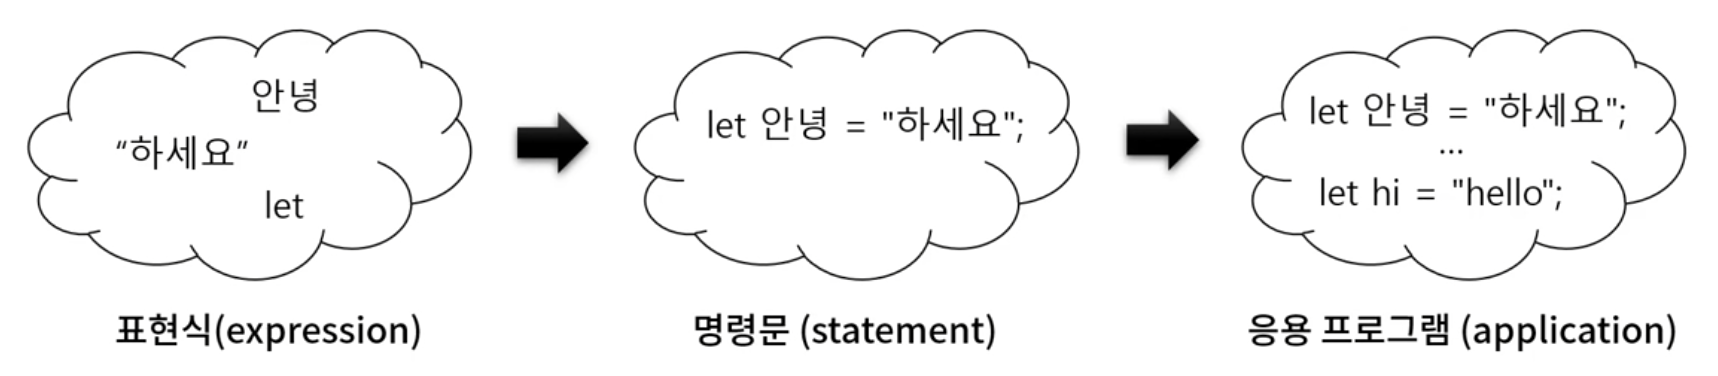 안녕
“하세요”
let
표현식(expression)
let 안녕 = "하세요";
명령문 (statement)
let 안녕 = "하세요";
...
let hi = "hello";
응용 프로그램 (application)